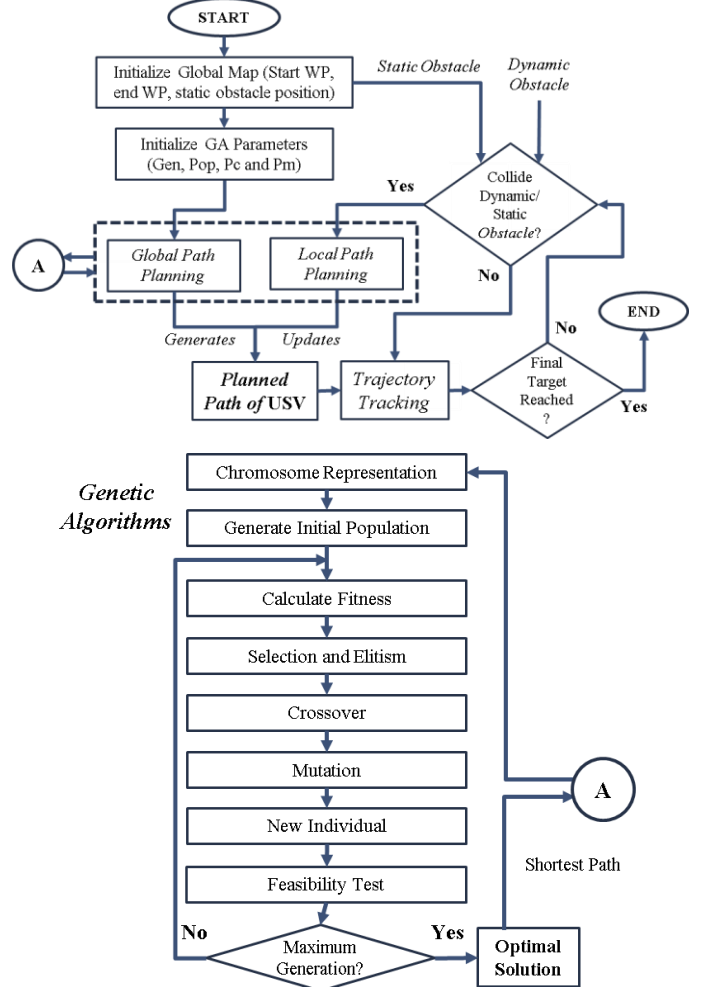 START
Initialize Global Map (Start WP,
end WP, static obstacle position)
Static Obstacle
Dynamic
Obstacle
Initialize GA Parameters
(Gen, Pop, Pc and Pm)
Collide
Dynamic/
Static
Obstacle?
Yes
No
A
Global Path
Planning
Local Path
Planning
Generates
Updates
Planned
Path of USV
Trajectory
Tracking
Final
Target
Reached
?
No
Yes
END
Genetic
Algorithms
Chromosome Representation
Generate Initial Population
Calculate Fitness
Selection and Elitism
Crossover
Mutation
New Individual
Feasibility Test
Maximum
Generation?
No
Yes
Optimal
Solution
Shortest Path
A